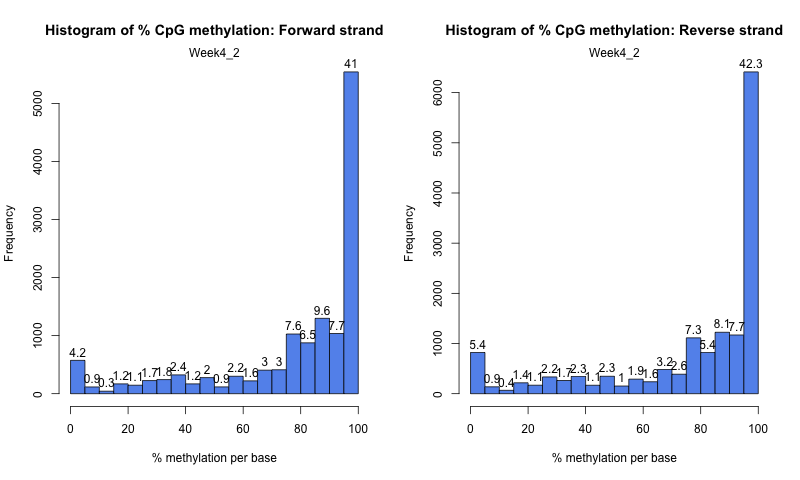 Histogram of % CpG methylation: Forward strand
Week4_2
Frequency
0 1000 2000 3000 4000 5000
4.2 0.9 0.3 1.2 1.1 1.7 1.8 2.4 1.2 2 0.9 2.2 1.6 3 3 7.6 6.5 9.6 7.7 41
0 20 40 60 80 100
% methylation per base
Histogram of % CpG methylation: Reverse strand
Week4_2
Frequency
0 1000 2000 3000 4000 5000 6000
5.4 0.9 0.4 1.4 1.1 2.2 1.7 2.3 1.1 2.3 1 1.9 1.6 3.2 2.6 7.3 5.4 8.1 7.7 42.3
0 20 40 60 80 100
% methylation per base